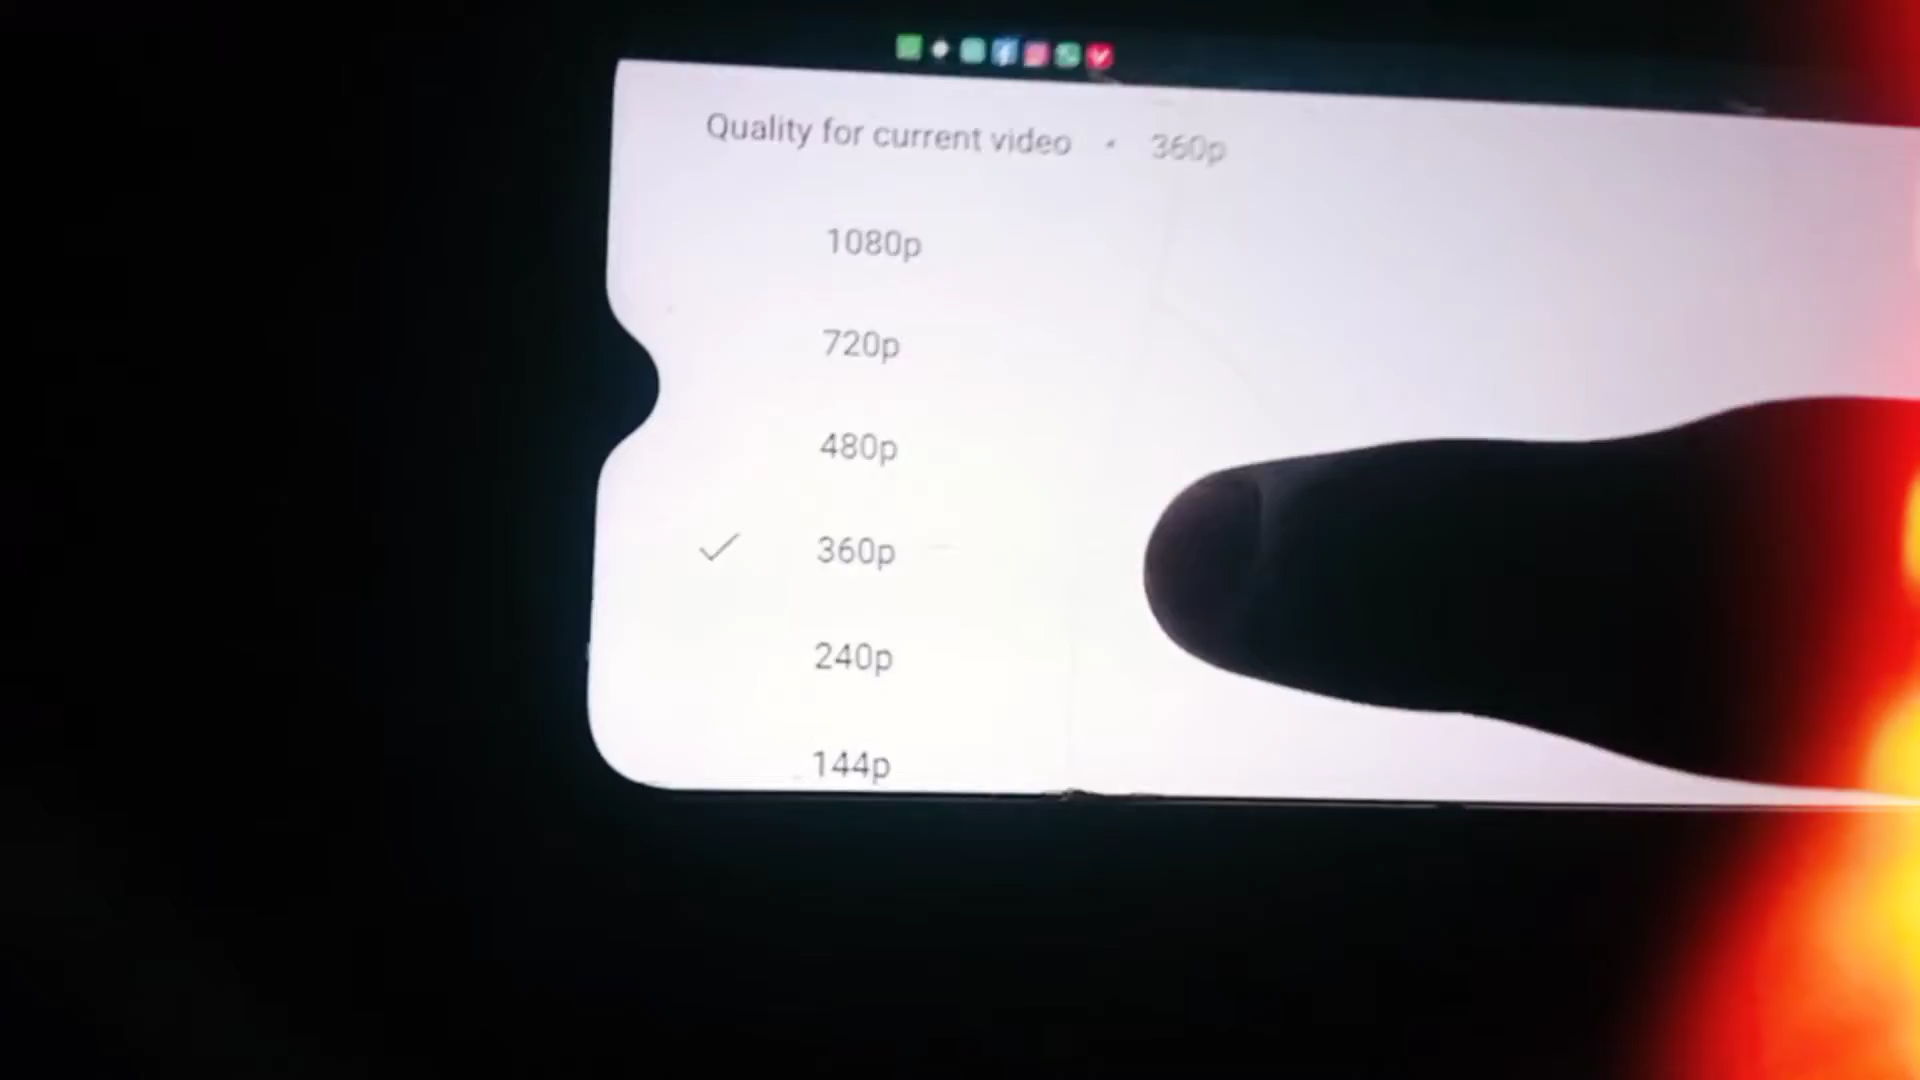 Quality for current video • 360p
1080p
720p
480p
360p
240p
144p